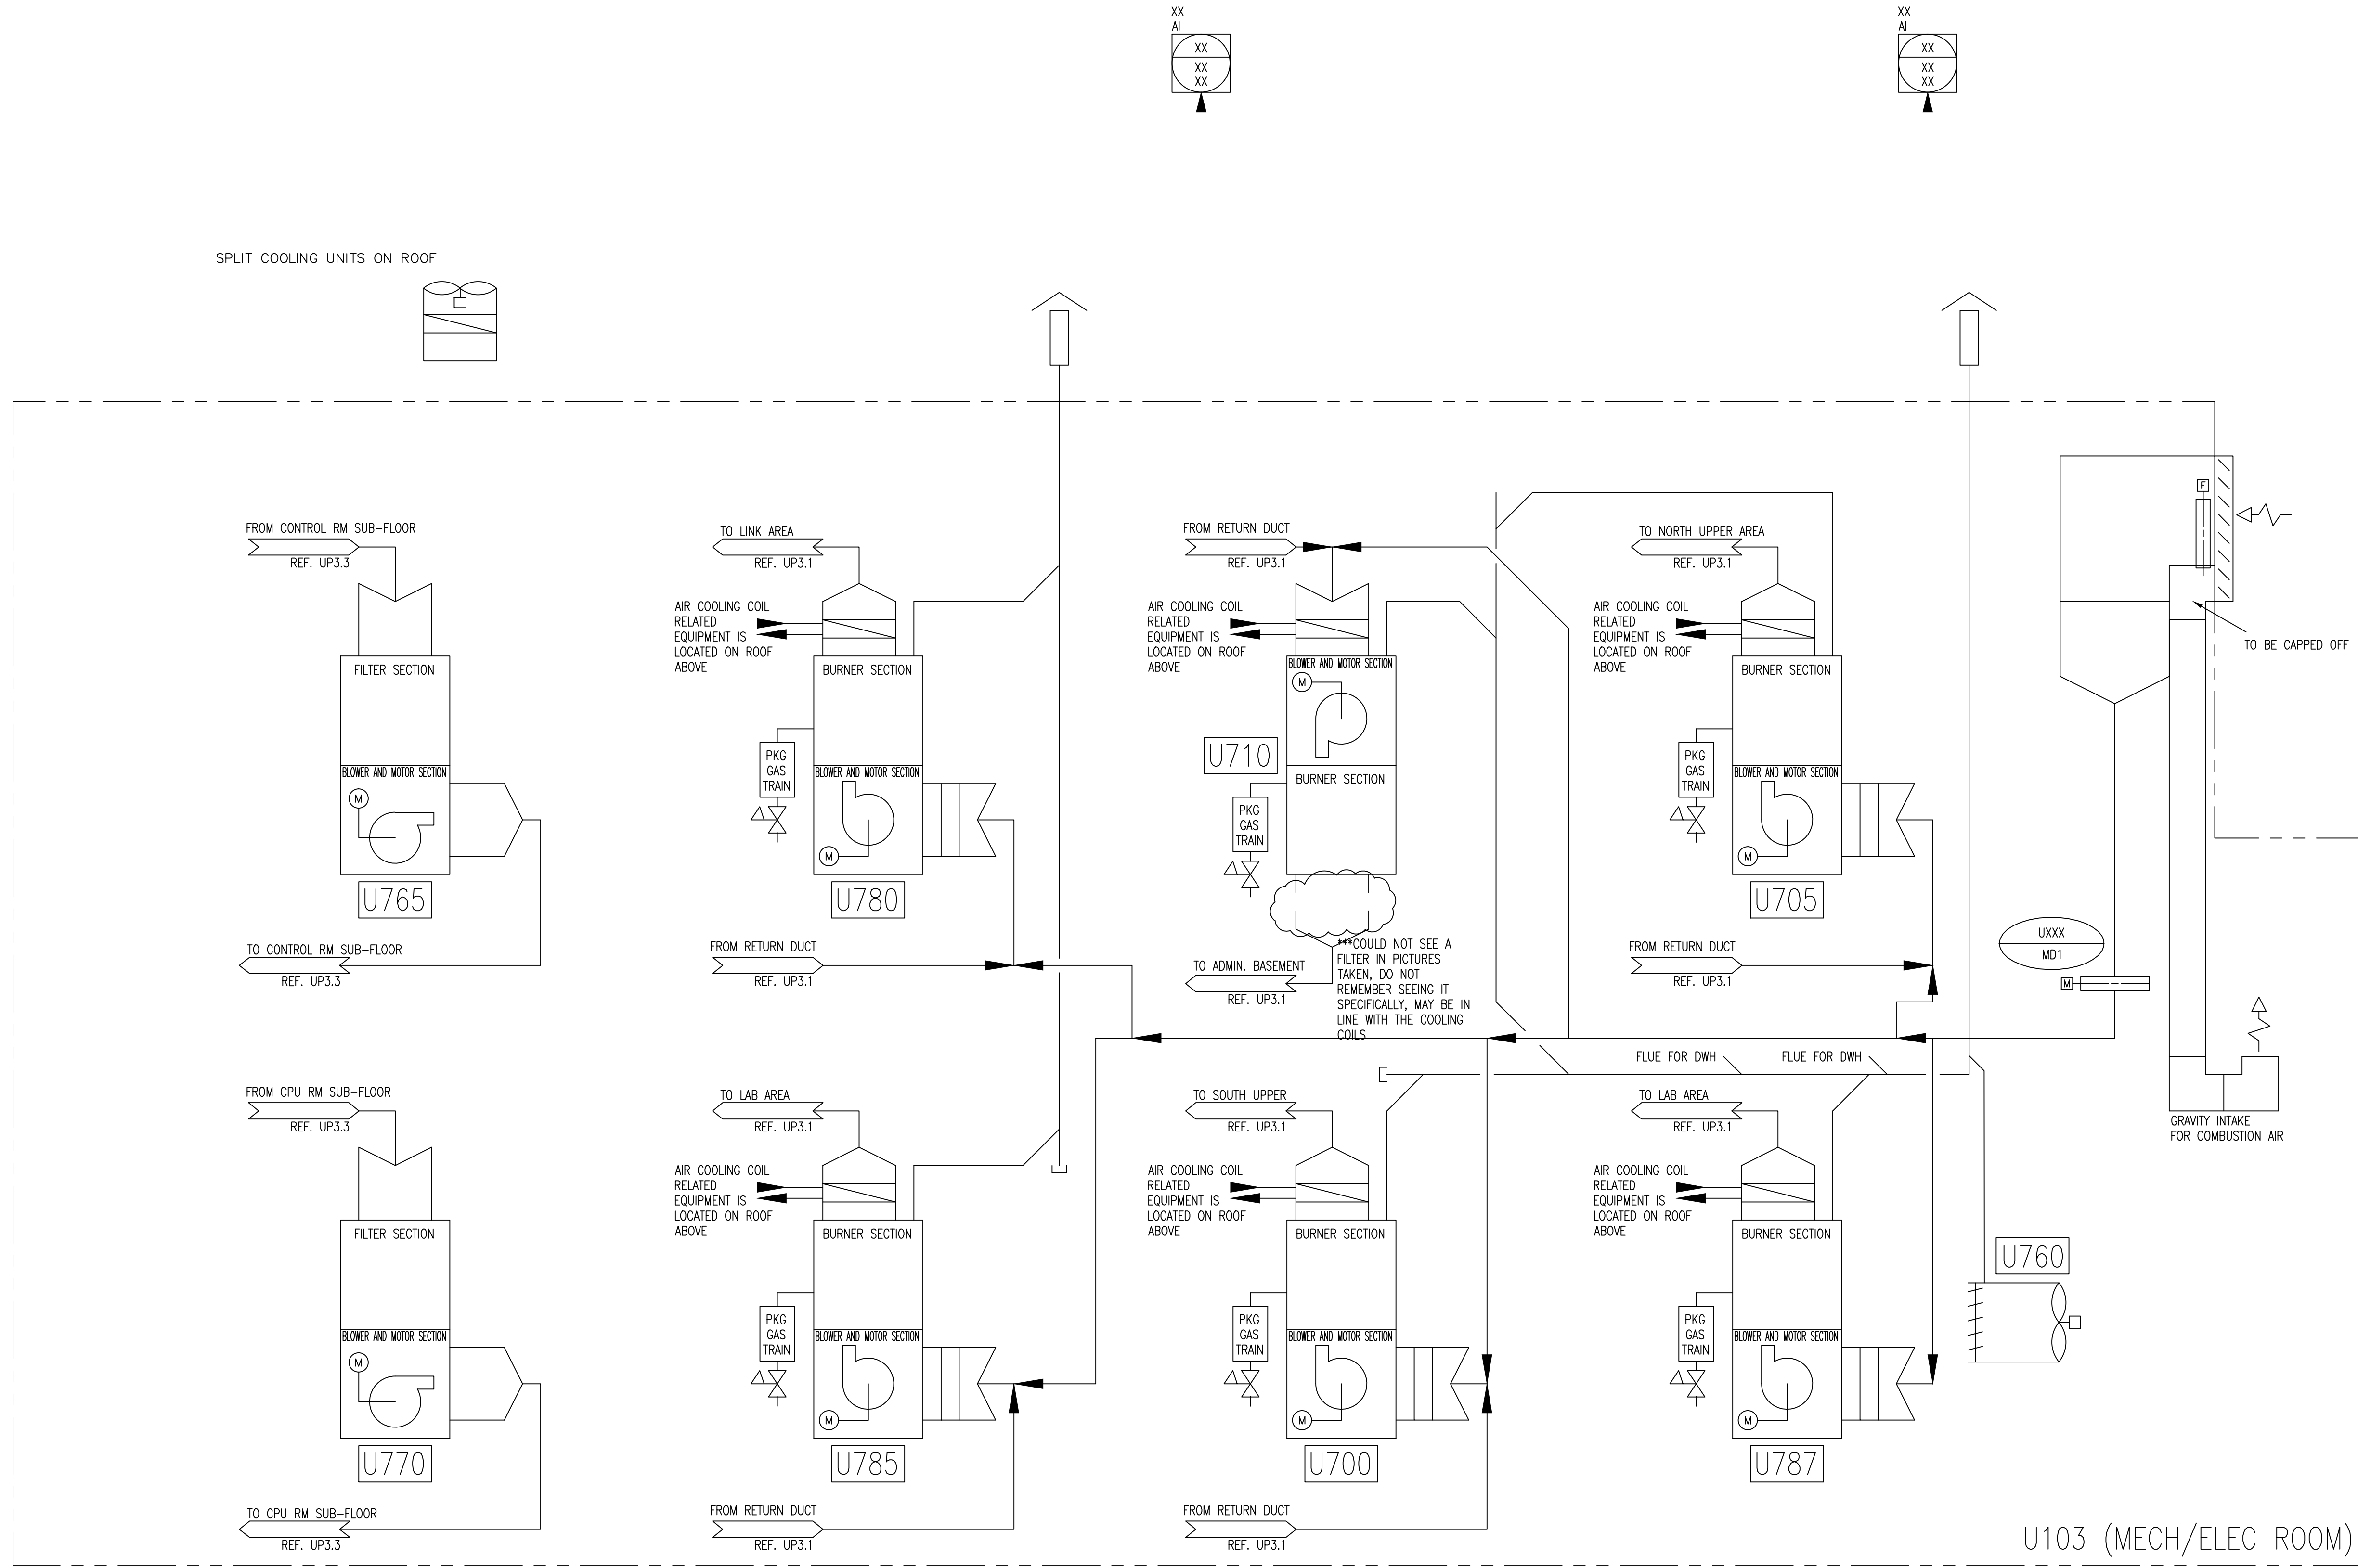 XX
AI
XX
XX
XX
XX
AI
XX
XX
XX
SPLIT COOLING UNITS ON ROOF
FROM CONTROL RM SUB-FLOOR
REF. UP3.3
FILTER SECTION
BLOWER AND MOTOR SECTION
M
U765
TO CONTROL RM SUB-FLOOR
REF. UP3.3
TO LINK AREA
REF. UP3.1
AIR COOLING COIL
RELATED
EQUIPMENT IS
LOCATED ON ROOF
ABOVE
BURNER SECTION
PKG
GAS
TRAIN
BLOWER AND MOTOR SECTION
M
U780
FROM RETURN DUCT
REF. UP3.1
FROM RETURN DUCT
REF. UP3.1
AIR COOLING COIL
RELATED
EQUIPMENT IS
LOCATED ON ROOF
ABOVE
BLOWER AND MOTOR SECTION
M
U710
BURNER SECTION
PKG
GAS
TRAIN
TO ADMIN. BASEMENT
REF. UP3.1
***COULD NOT SEE A
FILTER IN PICTURES
TAKEN, DO NOT
REMEMBER SEEING IT
SPECIFICALLY, MAY BE IN
LINE WITH THE COOLING
COILS
TO NORTH UPPER AREA
REF. UP3.1
AIR COOLING COIL
RELATED
EQUIPMENT IS
LOCATED ON ROOF
ABOVE
BURNER SECTION
PKG
GAS
TRAIN
BLOWER AND MOTOR SECTION
M
U705
FROM RETURN DUCT
REF. UP3.1
F
TO BE CAPPED OFF
UXXX
MD1
M
FLUE FOR DWH
FLUE FOR DWH
GRAVITY INTAKE
FOR COMBUSTION AIR
FROM CPU RM SUB-FLOOR
REF. UP3.3
FILTER SECTION
BLOWER AND MOTOR SECTION
M
U770
TO CPU RM SUB-FLOOR
REF. UP3.3
TO LAB AREA
REF. UP3.1
AIR COOLING COIL
RELATED
EQUIPMENT IS
LOCATED ON ROOF
ABOVE
BURNER SECTION
PKG
GAS
TRAIN
BLOWER AND MOTOR SECTION
M
U785
FROM RETURN DUCT
REF. UP3.1
TO SOUTH UPPER
REF. UP3.1
AIR COOLING COIL
RELATED
EQUIPMENT IS
LOCATED ON ROOF
ABOVE
BURNER SECTION
PKG
GAS
TRAIN
BLOWER AND MOTOR SECTION
M
U700
FROM RETURN DUCT
REF. UP3.1
TO LAB AREA
REF. UP3.1
AIR COOLING COIL
RELATED
EQUIPMENT IS
LOCATED ON ROOF
ABOVE
BURNER SECTION
PKG
GAS
TRAIN
BLOWER AND MOTOR SECTION
M
U787
U760
U103 (MECH/ELEC ROOM)